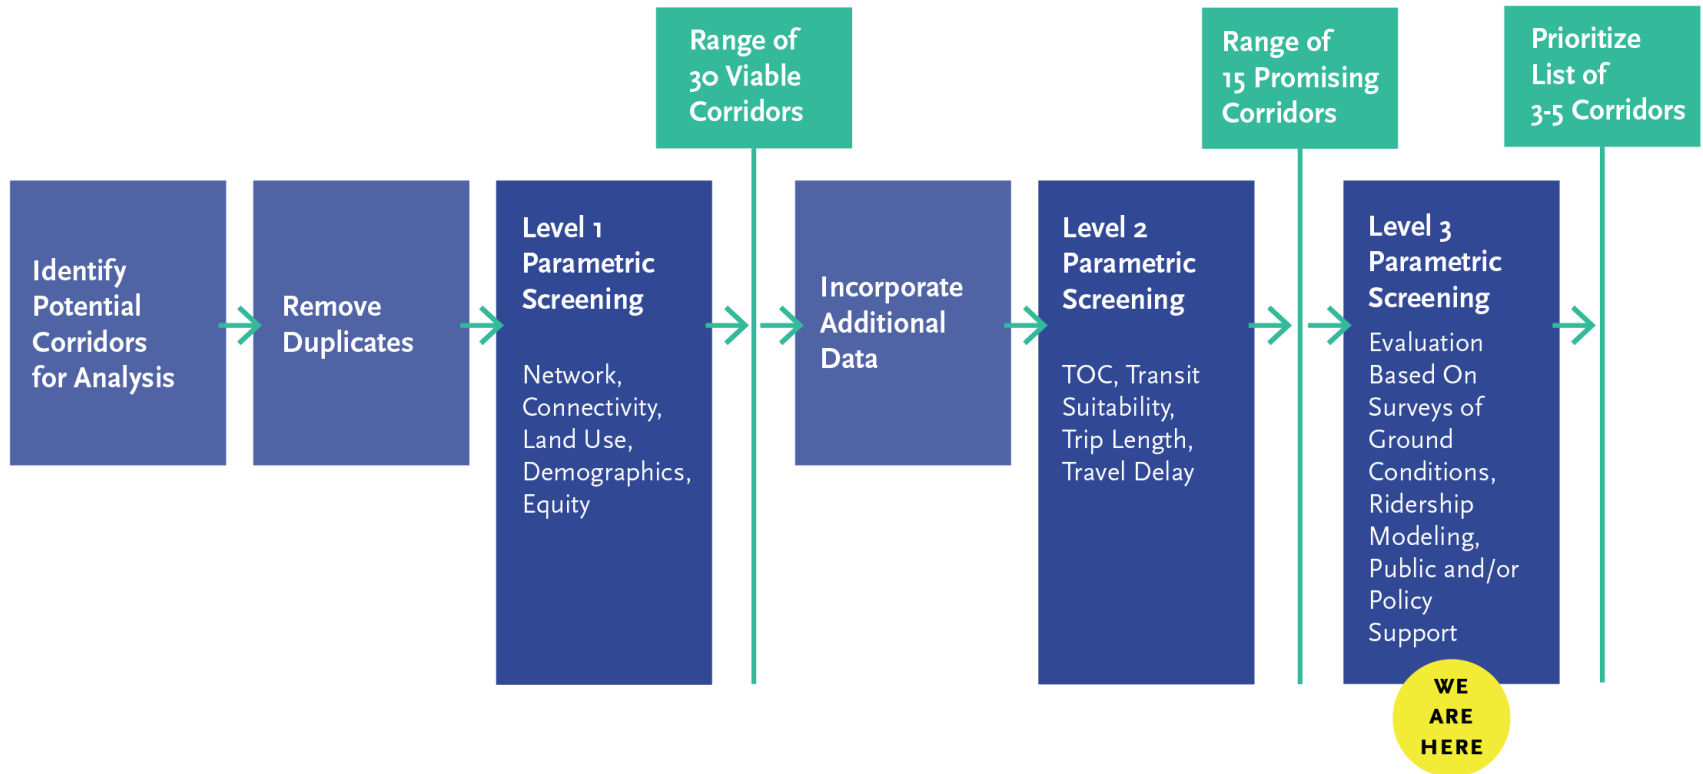 Identify
Potential
Corridors
for Analysis
Remove
Duplicates
Level 1
Parametric
Screening
Network,
Connectivity,
Land Use,
Demographics,
Equity
Range of
30 Viable
Corridors
Incorporate
Additional
Data
Level 2
Parametric
Screening
TOC, Transit
Suitability,
Trip Length,
Travel Delay
Range of
15 Promising
Corridors
Level 3
Parametric
Screening
Evaluation
Based On
Surveys of
Ground
Conditions,
Ridership
Modeling,
Public and/or
Policy
Support
WE
ARE
HERE
Prioritize
List of
3-5 Corridors